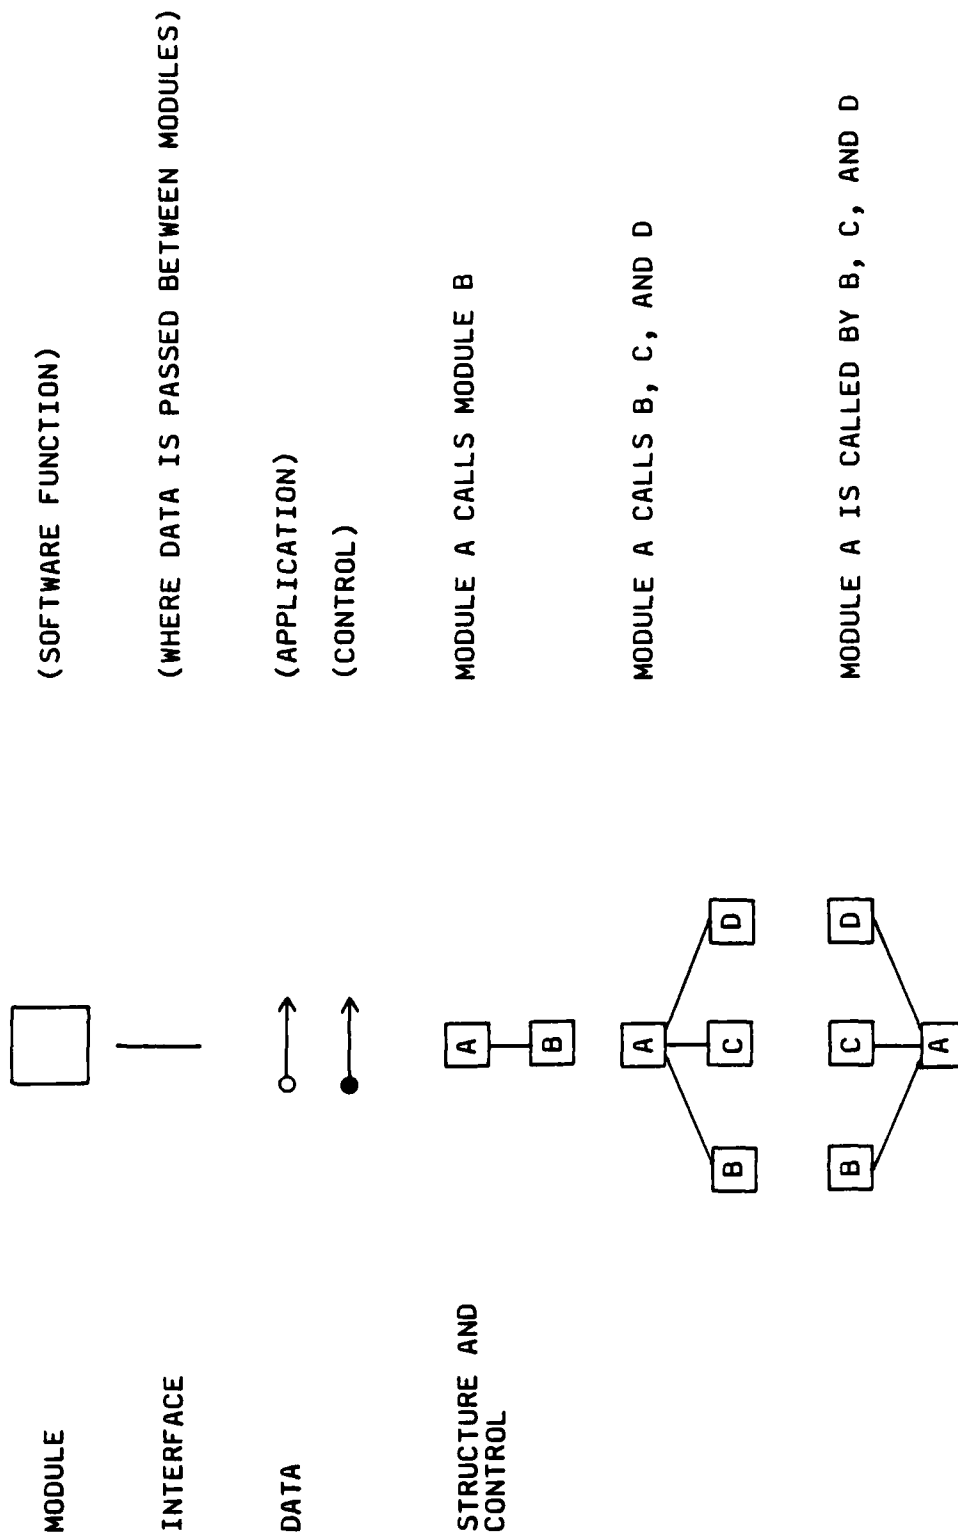 MODULE
(SOFTWARE FUNCTION)
INTERFACE
(WHERE DATA IS PASSED BETWEEN MODULES)
DATA
(APPLICATION)
(CONTROL)
STRUCTURE AND
CONTROL
A
B
MODULE A CALLS MODULE B
A
B
C
D
MODULE A CALLS B, C, AND D
B
C
D
A
MODULE A IS CALLED BY B, C, AND D